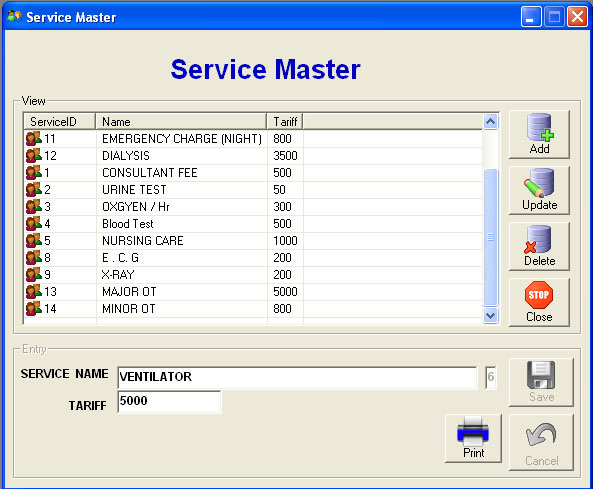 Service Master
Service Master
View
ServiceID Name Tariff
11 EMERGENCY CHARGE (NIGHT) 800
12 DIALYSIS 3500
1 CONSULTANT FEE 500
2 URINE TEST 50
3 OXGYEN / Hr 300
4 Blood Test 500
5 NURSING CARE 1000
8 E . C. G 200
9 X-RAY 200
13 MAJOR OT 5000
14 MINOR OT 800
Add
Update
Delete
STOP
Close
Entry
SERVICE NAME VENTILATOR 6
TARIFF 5000
Save
Print
Cancel